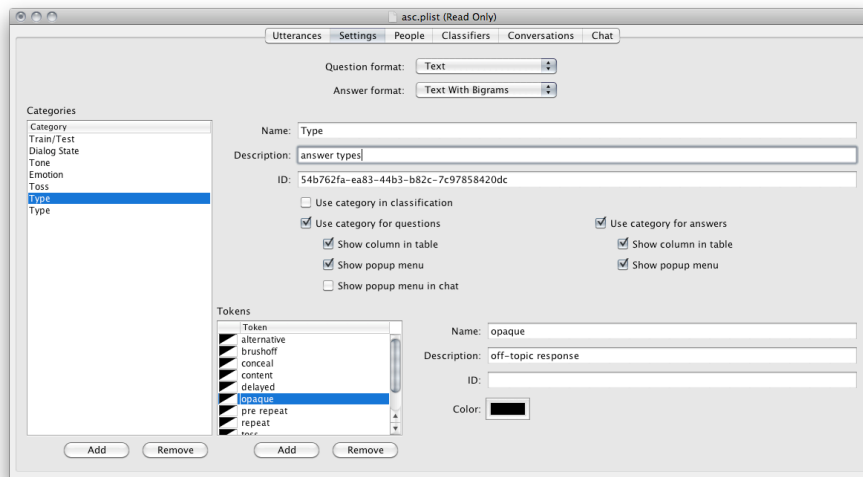 asc.plist (Read Only)
Utterances Settings People Classifiers Conversations Chat
Question format: Text
Answer format: Text With Bigrams
Categories
Category
Train/Test
Dialog State
Tone
Emotion
Toss
Type
Type
Add Remove
Name: Type
Description: answer types
ID: 54b762fa-ea83-44b3-b82c-7c97858420dc
Use category in classification
Use category for questions Use category for answers
Show column in table Show column in table
Show popup menu Show popup menu
Show popup menu in chat
Tokens
Token
alternative
brushoff
conceal
content
delayed
opaque
pre repeat
repeat
toss
Add Remove
Name: opaque
Description: off-topic response
ID:
Color: